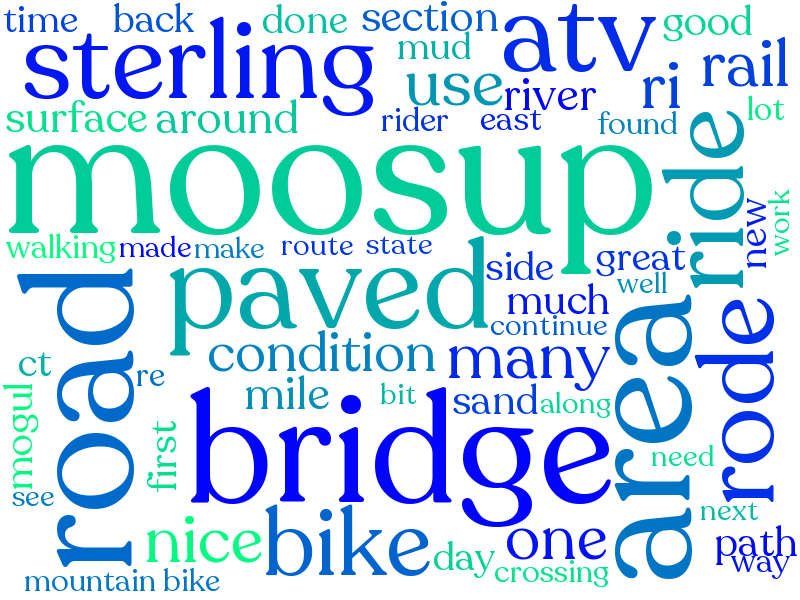 time back done section good
sterling atv
mud
use river ri rail
surface around rider east found lot
moosup ride
walking made make route state new work
paved side great well
road much
continue
ct re condition many area rode
mogul mile bit sand along
first bridge
see need
nice bike day one next
crossing path
way
mountain bike